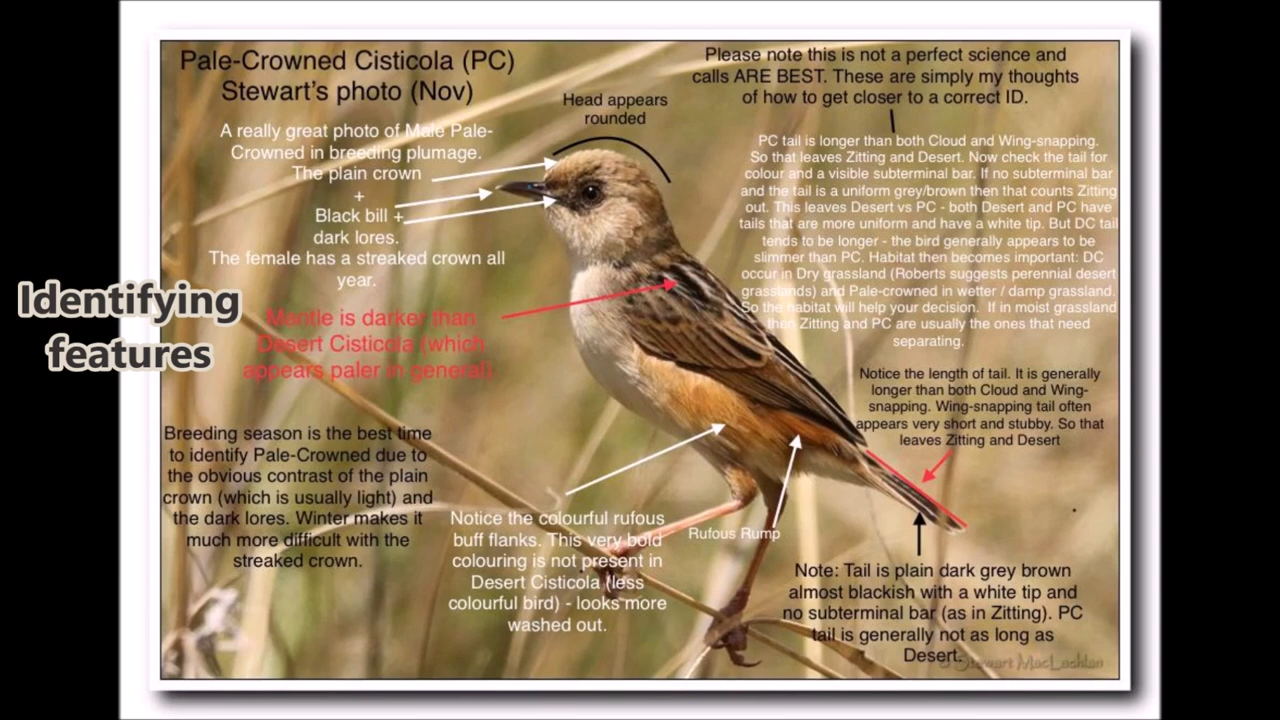 Pale-Crowned Cisticola (PC)
Stewart's photo (Nov)
A really great photo of Male Pale-
Crowned in breeding plumage.
The plain crown
+
Black bill +
dark lores.
The female has a streaked crown all
year.
Head appears
rounded
Please note this is not a perfect science and
calls ARE BEST. These are simply my thoughts
of how to get closer to a correct ID.
PC tail is longer than both Cloud and Wing-snapping.
So that leaves Zitting and Desert. Now check the tail for
colour and a visible subterminal bar. If no subterminal bar
and the tail is a uniform grey/brown then that counts Zitting
out. This leaves Desert vs PC - both Desert and PC have
tails that are more uniform and have a white tip. But DC tail
tends to be longer - the bird generally appears to be
slimmer than PC. Habitat then becomes important: DC
occur in Dry grassland (Roberts suggests perennial desert
grasslands) and Pale-crowned in wetter / damp grassland.
So the habitat will help your decision.  If in moist grassland
then Zitting and PC are usually the ones that need
separating.
Identifying
features
Mantle is darker than
Desert Cisticola (which
appears paler in general).
Notice the length of tail. It is generally
longer than both Cloud and Wing-
snapping. Wing-snapping tail often
appears very short and stubby. So that
leaves Zitting and Desert
Breeding season is the best time
to identify Pale-Crowned due to
the obvious contrast of the plain
crown (which is usually light) and
the dark lores. Winter makes it
much more difficult with the
streaked crown.
Notice the colourful rufous
buff flanks. This very bold
colouring is not present in
Desert Cisticola (less
colourful bird) - looks more
washed out.
Rufous Rump
Note: Tail is plain dark grey brown
almost blackish with a white tip and
no subterminal bar (as in Zitting). PC
tail is generally not as long as
Desert.
© Stewart MacLachlan